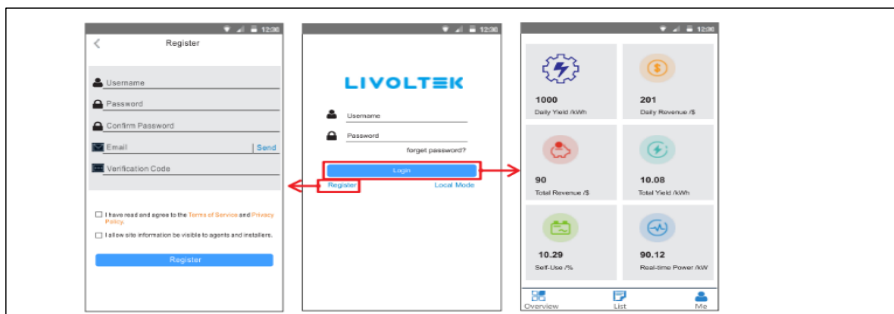 12:36
Register
Username
Password
Confirm Password
Email
Send
Verification Code
I have read and agree to the Terms of Service and Privacy
Policy.
I allow site information be visible to agents and installers.
Register
12:36
LIVOLTEK
Username
Password
forget password?
Login
Register
Local Mode
12:36
1000
Daily Yield /kWh
201
Daily Revenue /$
90
Total Revenue /$
10.08
Total Yield /kWh
10.29
Self-Use /%
90.12
Real-time Power /kW
Overview
List
Me